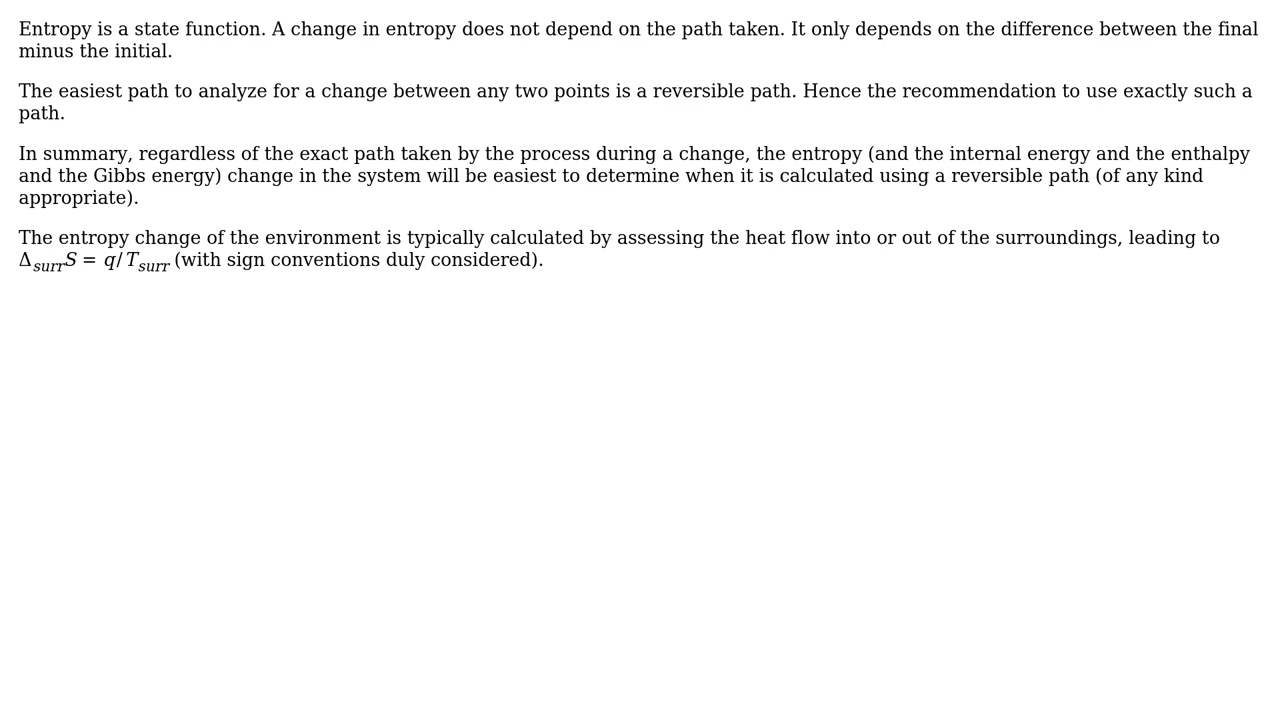 Entropy is a state function. A change in entropy does not depend on the path taken. It only depends on the difference between the final
minus the initial.
The easiest path to analyze for a change between any two points is a reversible path. Hence the recommendation to use exactly such a
path.
In summary, regardless of the exact path taken by the process during a change, the entropy (and the internal energy and the enthalpy
and the Gibbs energy) change in the system will be easiest to determine when it is calculated using a reversible path (of any kind
appropriate).
The entropy change of the environment is typically calculated by assessing the heat flow into or out of the surroundings, leading to
Δ_{surr}S = q/T_{surr} (with sign conventions duly considered).